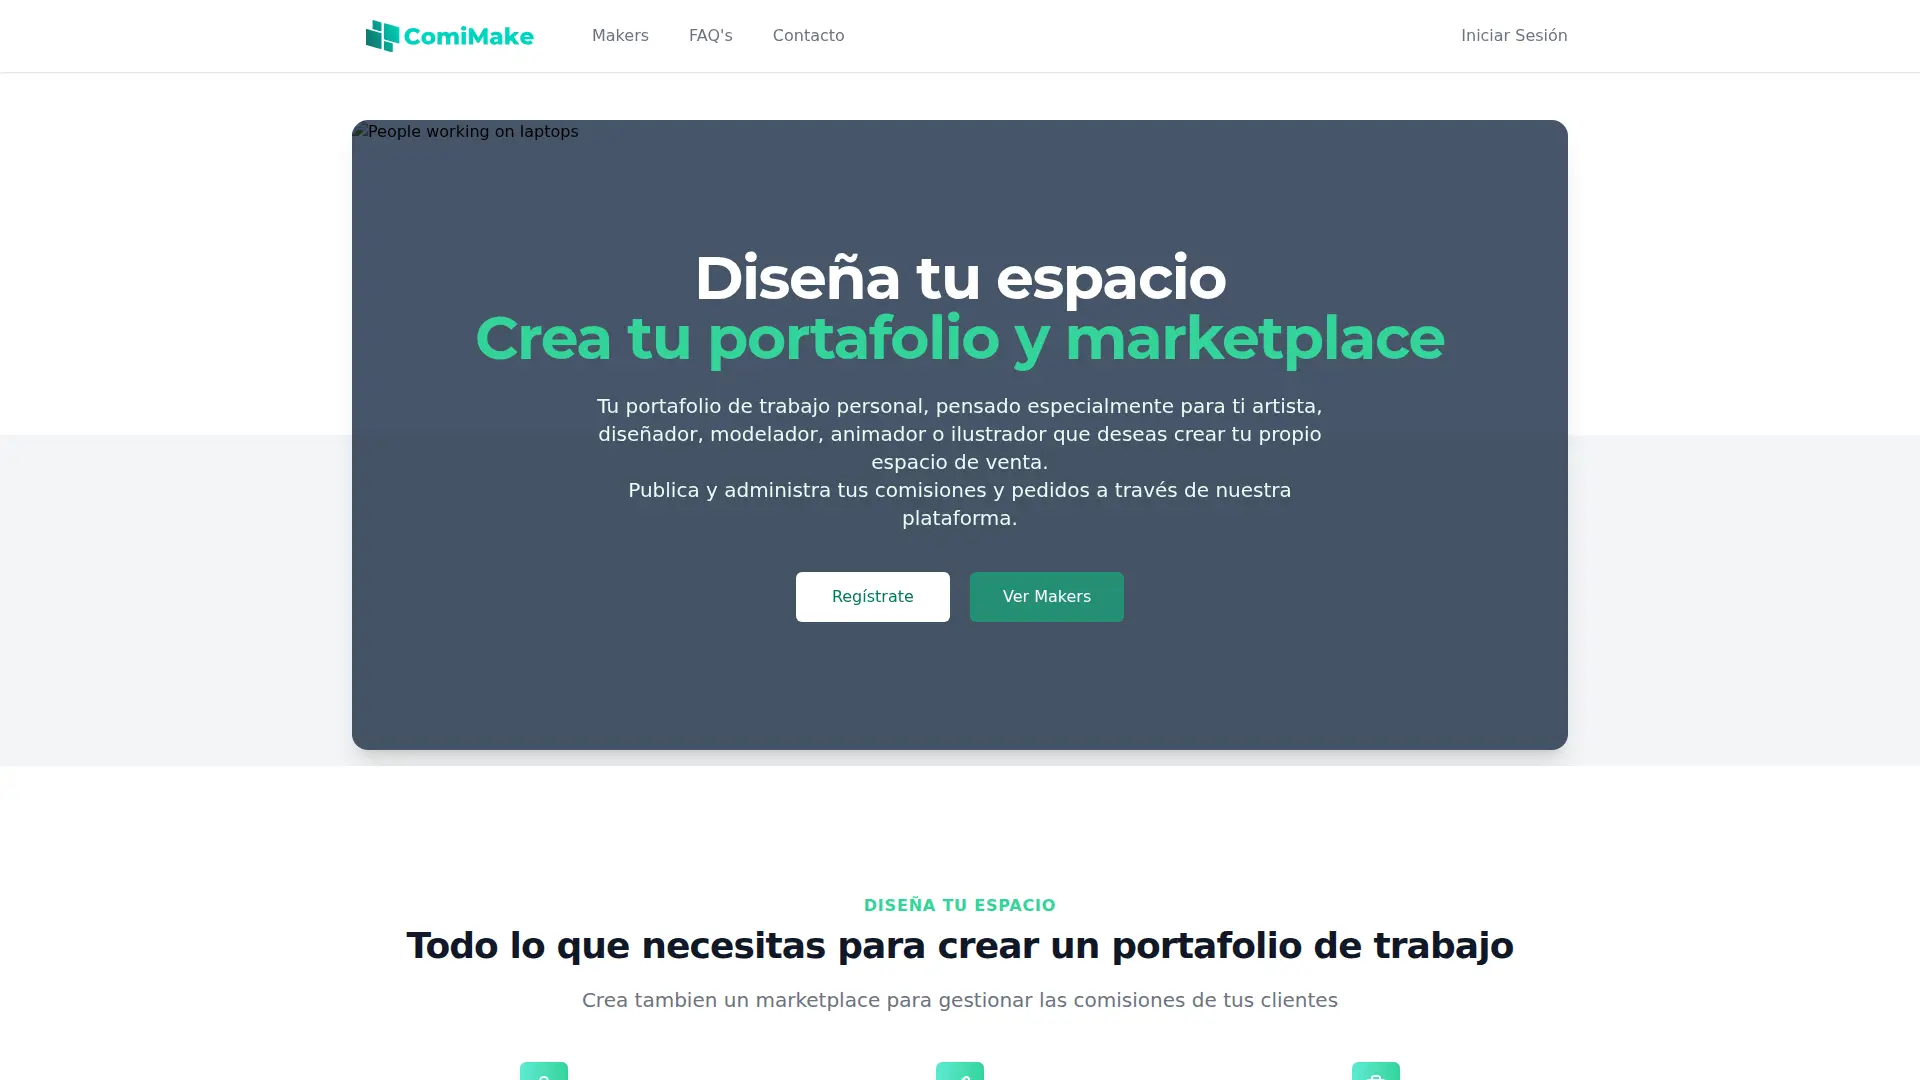 ComiMake
Makers
FAQ's
Contacto
Iniciar Sesión
People working on laptops
Diseña tu espacio
Crea tu portafolio y marketplace
Tu portafolio de trabajo personal, pensado especialmente para ti artista,
diseñador, modelador, animador o ilustrador que deseas crear tu propio
espacio de venta.
Publica y administra tus comisiones y pedidos a través de nuestra
plataforma.
Regístrate
Ver Makers
DISEÑA TU ESPACIO
Todo lo que necesitas para crear un portafolio de trabajo
Crea tambien un marketplace para gestionar las comisiones de tus clientes